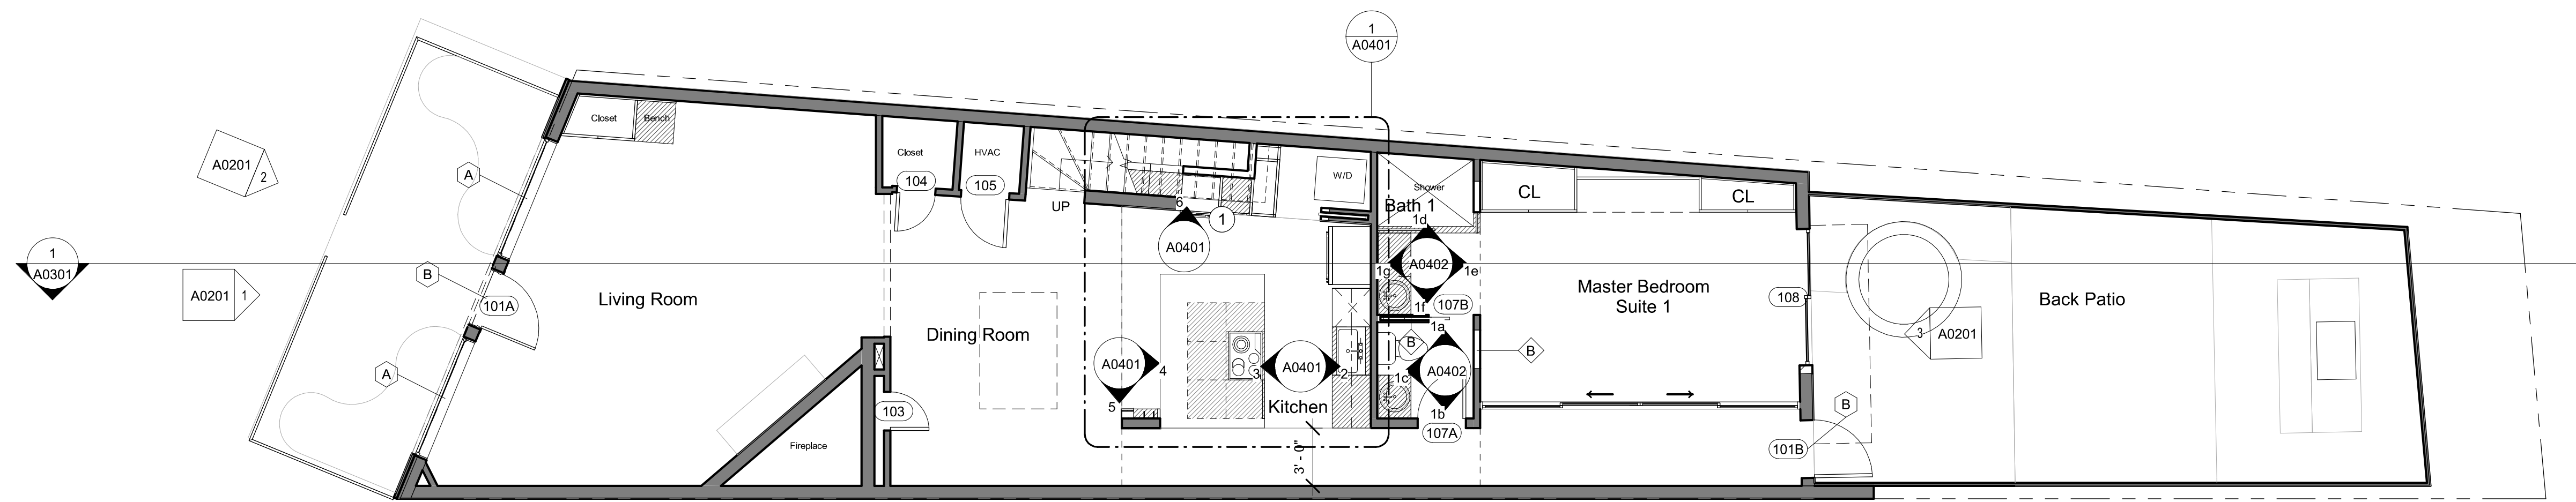 1
A0401
A0201
2
A
Closet
Bench
Closet
HVAC
104
105
UP
W/D
Shower
Bath 1
CL
CL
6
1
A0401
1d
1g
A0402
1e
1f
107B
1
A0301
A0201
1
B
101A
Living Room
Dining Room
Master Bedroom
Suite 1
108
Back Patio
3
A0201
A
A0401
4
5
3
A0401
2
Kitchen
1a
B
B
1c
A0402
1b
107A
103
Fireplace
3' - 0"
B
101B